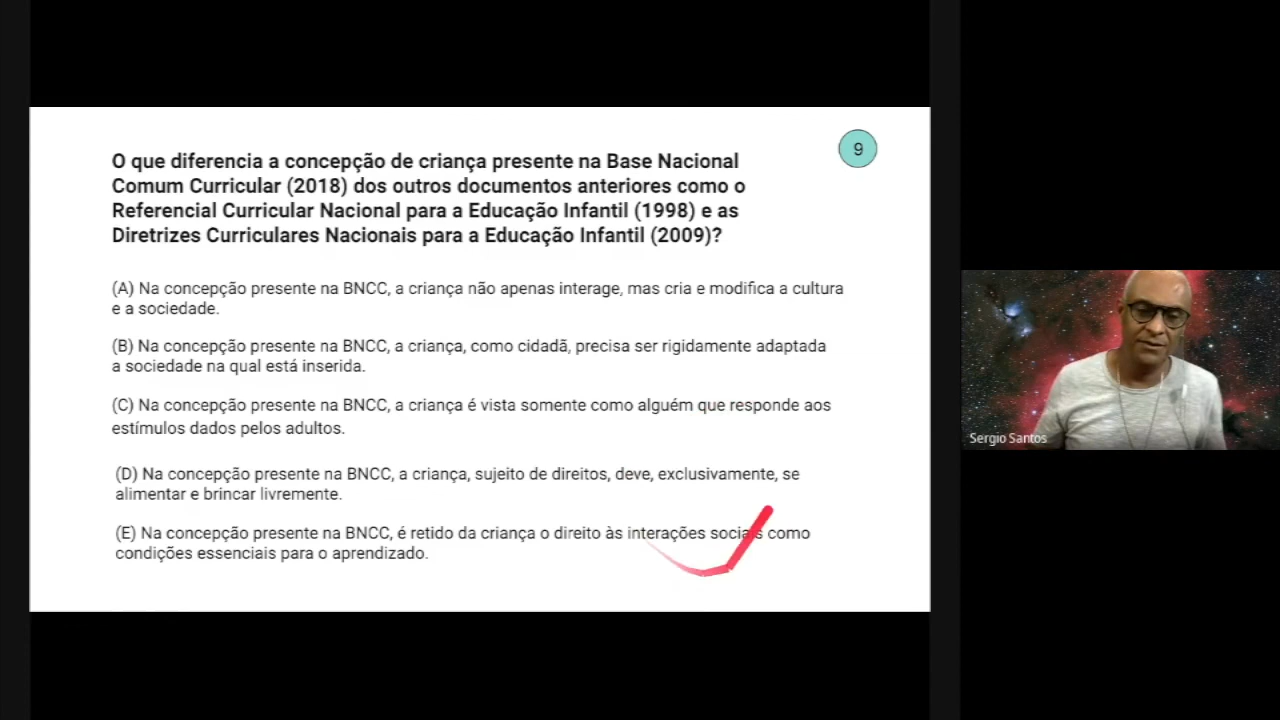 9
O que diferencia a concepção de criança presente na Base Nacional
Comum Curricular (2018) dos outros documentos anteriores como o
Referencial Curricular Nacional para a Educação Infantil (1998) e as
Diretrizes Curriculares Nacionais para a Educação Infantil (2009)?
(A) Na concepção presente na BNCC, a criança não apenas interage, mas cria e modifica a cultura
e a sociedade.
(B) Na concepção presente na BNCC, a criança, como cidadã, precisa ser rigidamente adaptada
a sociedade na qual está inserida.
(C) Na concepção presente na BNCC, a criança é vista somente como alguém que responde aos
estímulos dados pelos adultos.
(D) Na concepção presente na BNCC, a criança, sujeito de direitos, deve, exclusivamente, se
alimentar e brincar livremente.
(E) Na concepção presente na BNCC, é retido da criança o direito às interações sociais como
condições essenciais para o aprendizado.
Sergio Santos